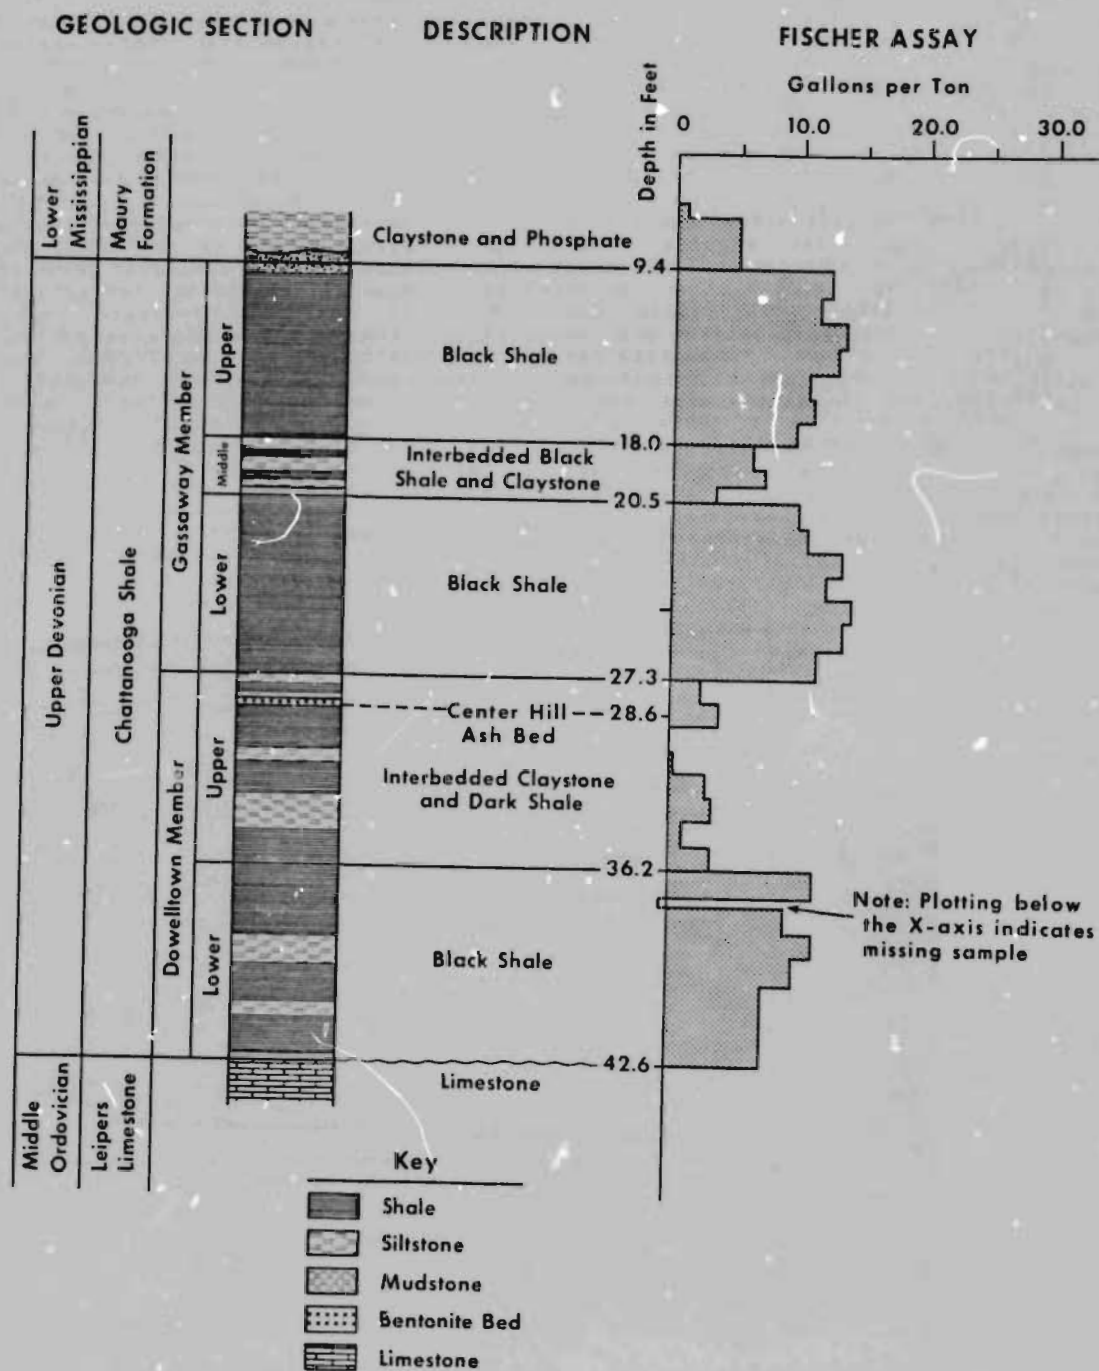 GEOLOGIC SECTION
DESCRIPTION
FISCHER ASSAY
Gallons per Ton
Depth in Feet
0 10.0 20.0 30.0
Lower
Mississippian
Maury
Formation
Claystone and Phosphate
9.4
Upper Devonian
Chattanooga Shale
Gassaway Member
Upper
Black Shale
18.0
Middle
Interbedded Black
Shale and Claystone
20.5
Lower
Black Shale
27.3
Dowelltown Member
Upper
Center Hill
Ash Bed
28.6
Interbedded Claystone
and Dark Shale
36.2
Lower
Black Shale
Note: Plotting below
the X-axis indicates
missing sample
42.6
Middle
Ordovician
Leipers
Limestone
Limestone
Key
Shale
Siltstone
Mudstone
Bentonite Bed
Limestone